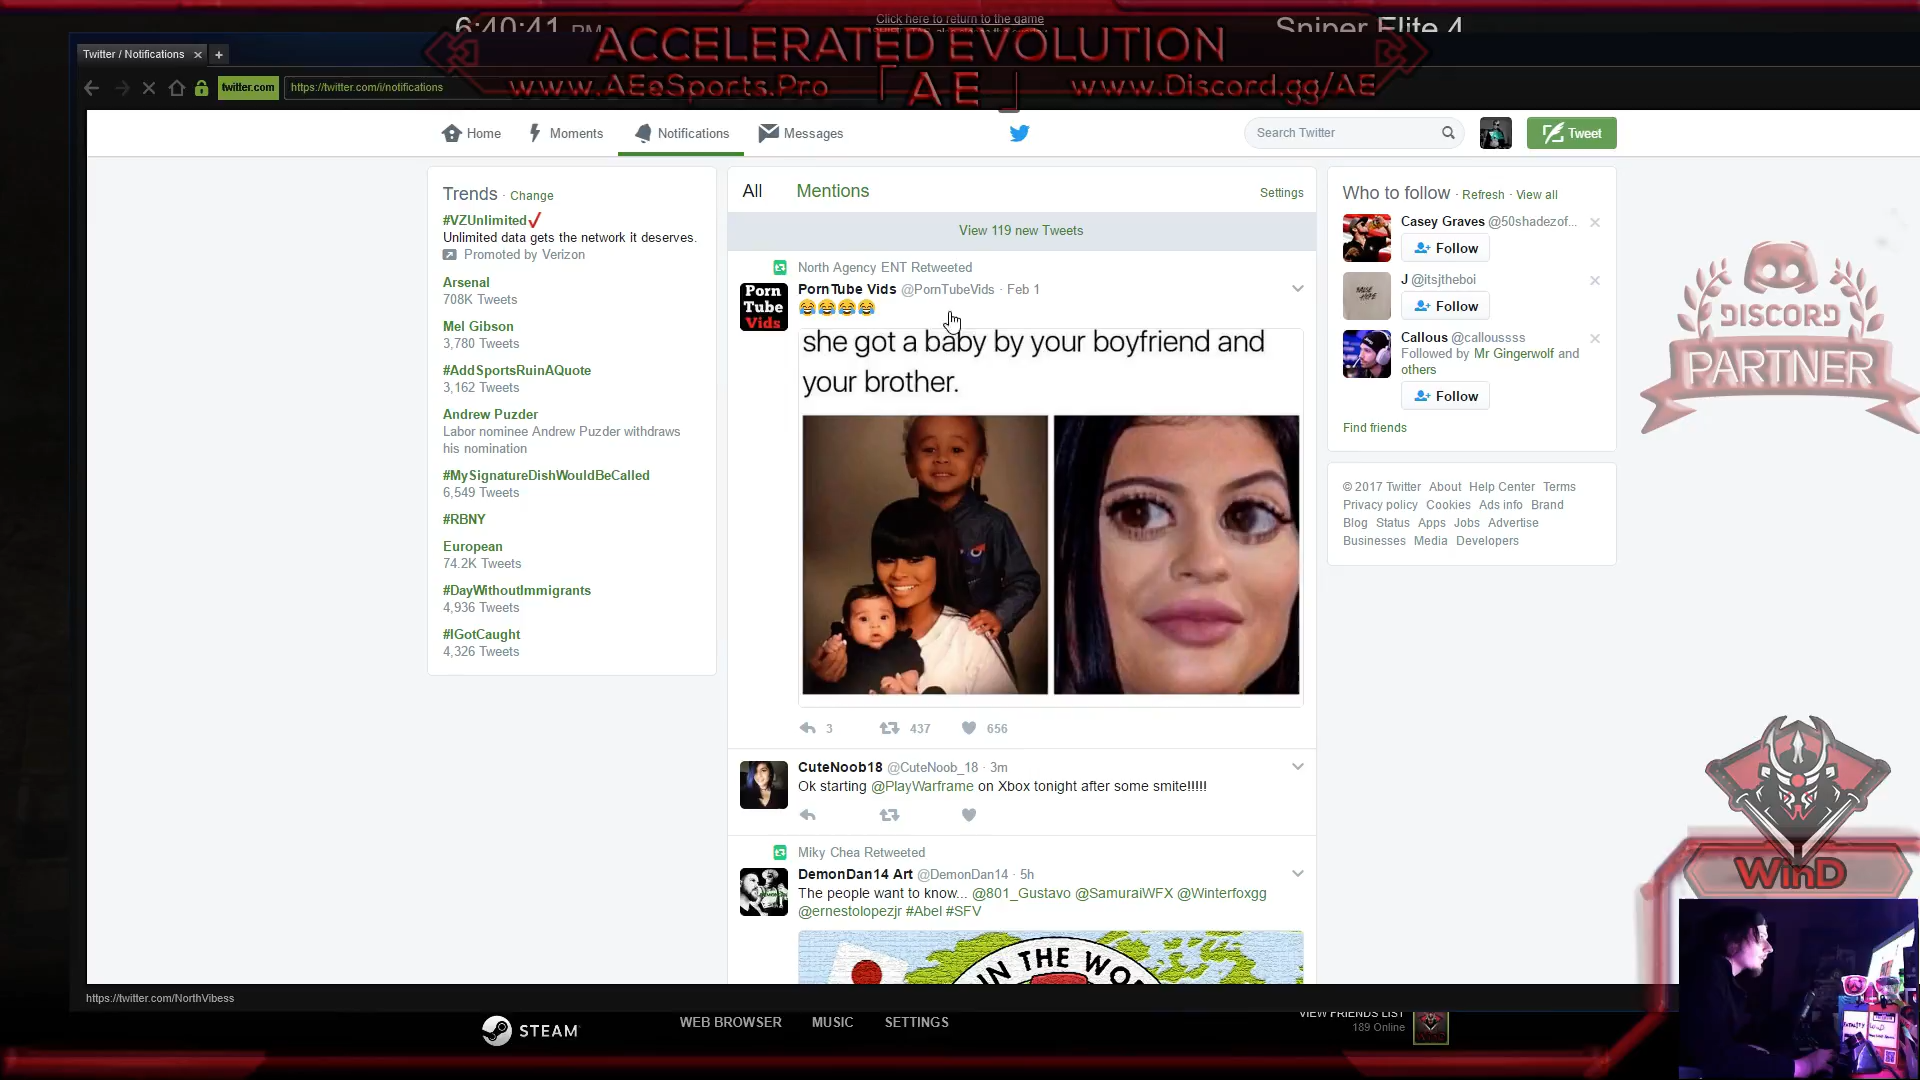 6:40:41 PM
Click here to return to the game
Sniper Elite 4
ACCELERATED EVOLUTION
www.AEeSports.Pro
AE
www.Discord.gg/AE
Twitter / Notifications
twitter.com
https://twitter.com/i/notifications
Home
Moments
Notifications
Messages
Search Twitter
Tweet
Trends · Change
#VZUnlimited
Unlimited data gets the network it deserves.
Promoted by Verizon
Arsenal
708K Tweets
Mel Gibson
3,780 Tweets
#AddSportsRuinAQuote
3,162 Tweets
Andrew Puzder
Labor nominee Andrew Puzder withdraws
his nomination
#MySignatureDishWouldBeCalled
6,549 Tweets
#RBNY
European
74.2K Tweets
#DayWithoutImmigrants
4,936 Tweets
#IGotCaught
4,326 Tweets
All
Mentions
Settings
View 119 new Tweets
North Agency ENT Retweeted
Porn Tube Vids @PornTubeVids · Feb 1
Porn
Tube
Vids
😂😂😂😂
she got a baby by your boyfriend and
your brother.
3
437
656
CuteNoob18 @CuteNoob_18 · 3m
Ok starting @PlayWarframe on Xbox tonight after some smite!!!!!
Miky Chea Retweeted
DemonDan14 Art @DemonDan14 · 5h
The people want to know... @801_Gustavo @SamuraiWFX @Winterfoxgg
@ernestolopezjr #Abel #SFV
IN THE WO
Who to follow · Refresh · View all
Casey Graves @50shadezof...
Follow
J @itsjtheboi
Follow
Callous @calloussss
Followed by Mr Gingerwolf and
others
Follow
Find friends
© 2017 Twitter About Help Center Terms
Privacy policy Cookies Ads info Brand
Blog Status Apps Jobs Advertise
Businesses Media Developers
DISCORD
PARTNER
WinD
https://twitter.com/NorthVibess
STEAM
WEB BROWSER
MUSIC
SETTINGS
VIEW FRIENDS LIST
189 Online